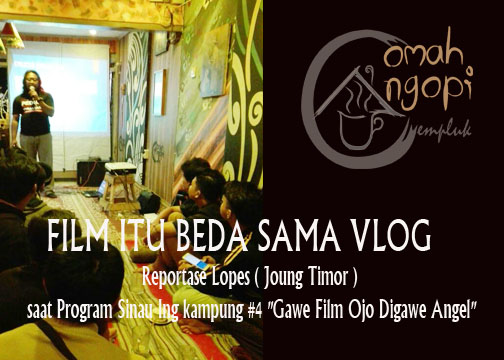 omah
ngopi
yempluk
FILM ITU BEDA SAMA VLOG
Reportase Lopes ( Joung Timor )
saat Program Sinau Ing kampung #4 "Gawe Film Ojo Digawe Angel"